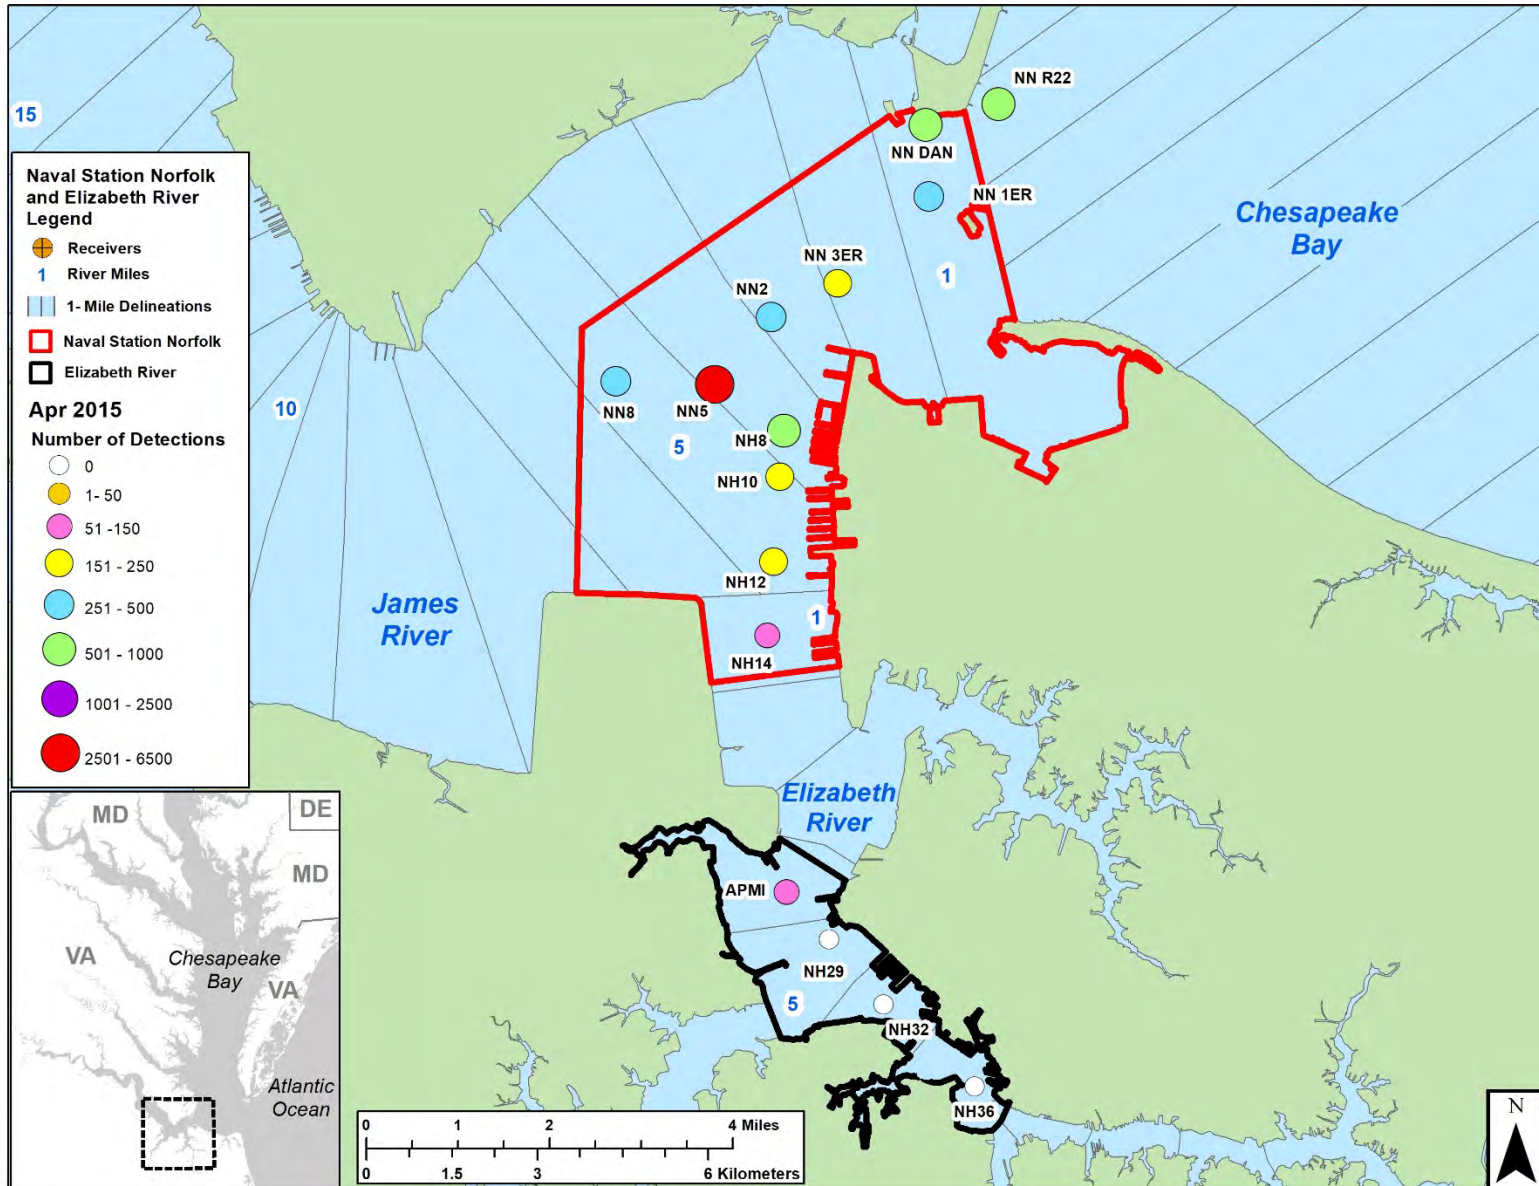 NN R22
15
NN DAN
Naval Station Norfolk
and Elizabeth River
Legend
Receivers
1 River Miles
1- Mile Delineations
Naval Station Norfolk
Elizabeth River
Apr 2015
Number of Detections
0
1- 50
51 -150
151 - 250
251 - 500
501 - 1000
1001 - 2500
2501 - 6500
NN 1ER
Chesapeake
Bay
NN 3ER
1
NN2
NN8
NN5
10
NH8
5
NH10
NH12
James
River
1
NH14
Elizabeth
River
APMI
NH29
5
NH32
NH36
MD
DE
MD
VA
Chesapeake
Bay
VA
Atlantic
Ocean
0 1 2 4 Miles
0 1.5 3 6 Kilometers
N